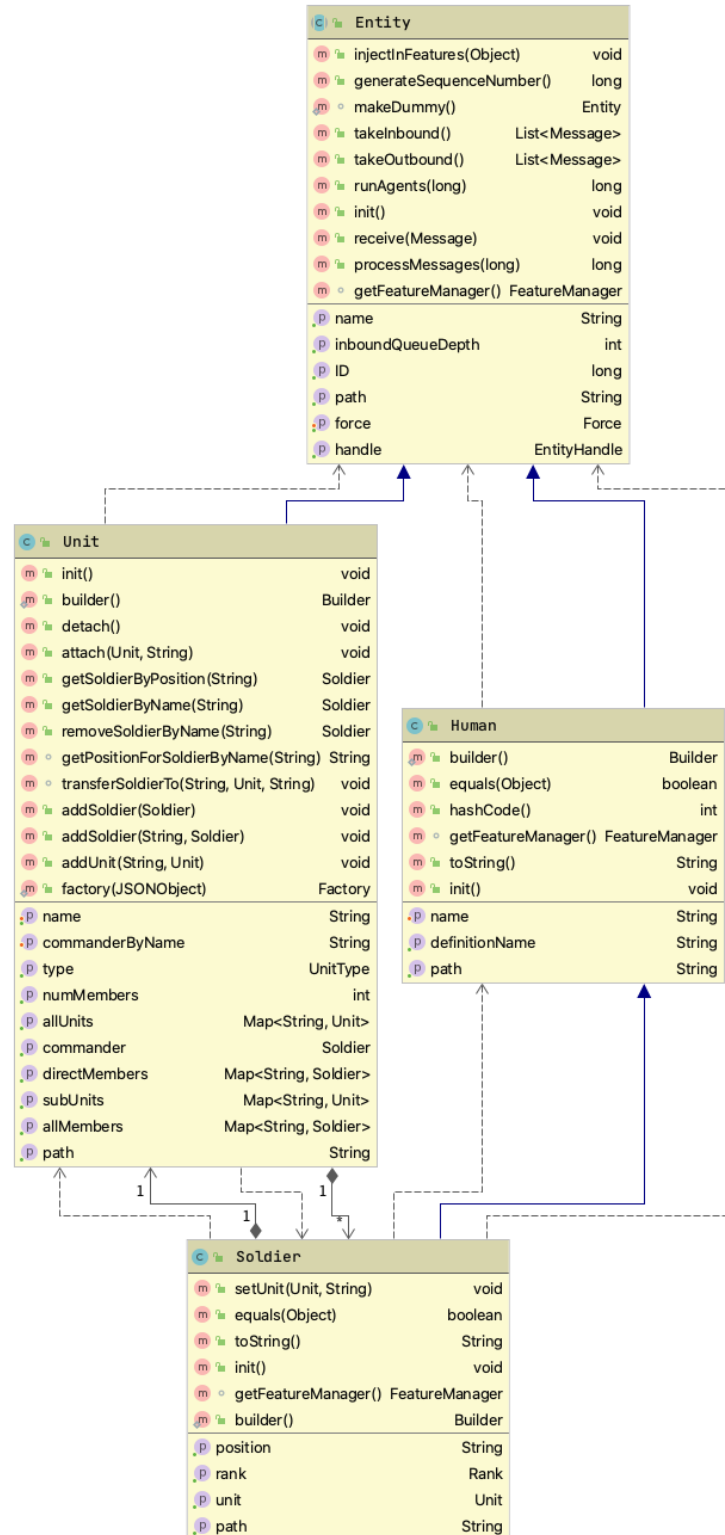 Entity
injectInFeatures(Object) void
generateSequenceNumber() long
makeDummy() Entity
takeInbound() List<Message>
takeOutbound() List<Message>
runAgents(long) long
init() void
receive(Message) void
processMessages(long) long
getFeatureManager() FeatureManager
name String
inboundQueueDepth int
ID long
path String
force Force
handle EntityHandle
Unit
init() void
builder() Builder
detach() void
attach(Unit, String) void
getSoldierByPosition(String) Soldier
getSoldierByName(String) Soldier
removeSoldierByName(String) Soldier
getPositionForSoldierByName(String) String
transferSoldierTo(String, Unit, String) void
addSoldier(Soldier) void
addSoldier(String, Soldier) void
addUnit(String, Unit) void
factory(JSONObject) Factory
name String
commanderByName String
type UnitType
numMembers int
allUnits Map<String, Unit>
commander Soldier
directMembers Map<String, Soldier>
subUnits Map<String, Unit>
allMembers Map<String, Soldier>
path String
Human
builder() Builder
equals(Object) boolean
hashCode() int
getFeatureManager() FeatureManager
toString() String
init() void
name String
definitionName String
path String
1
1
1
*
Soldier
setUnit(Unit, String) void
equals(Object) boolean
toString() String
init() void
getFeatureManager() FeatureManager
builder() Builder
position String
rank Rank
unit Unit
path String